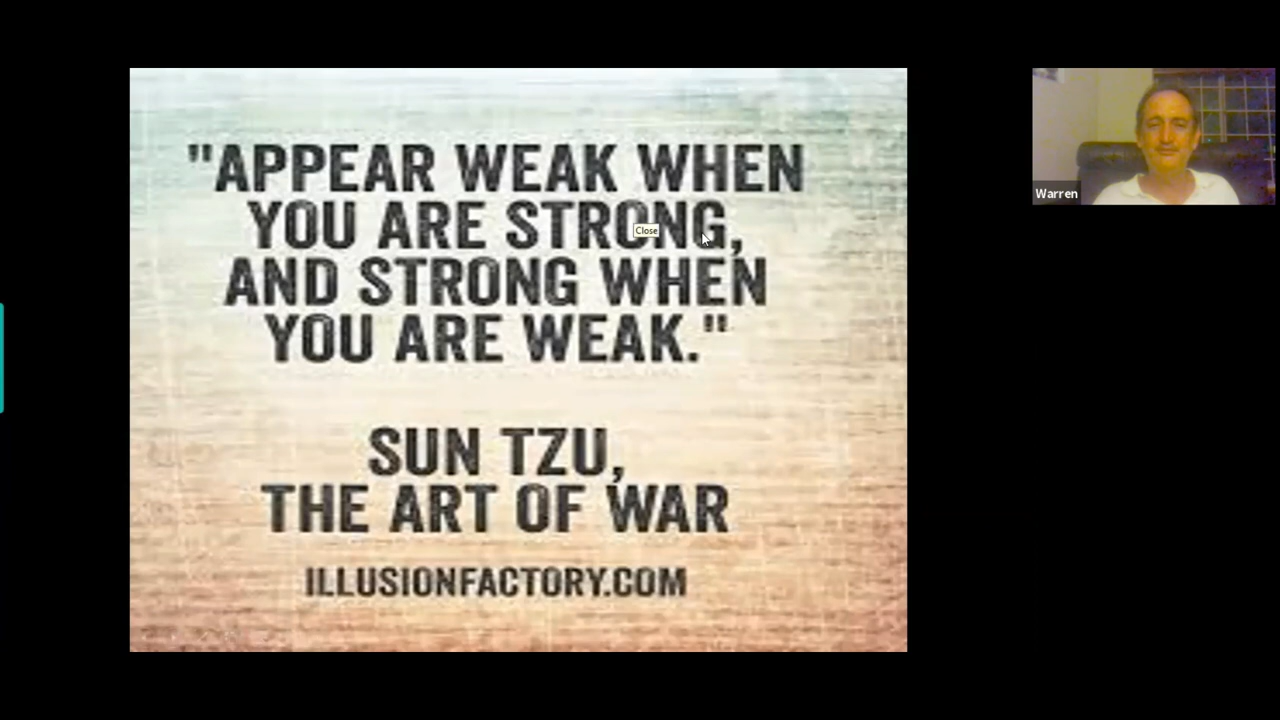 "APPEAR WEAK WHEN
YOU ARE STRONG,
AND STRONG WHEN
YOU ARE WEAK."
SUN TZU,
THE ART OF WAR
ILLUSIONFACTORY.COM
Close
Warren